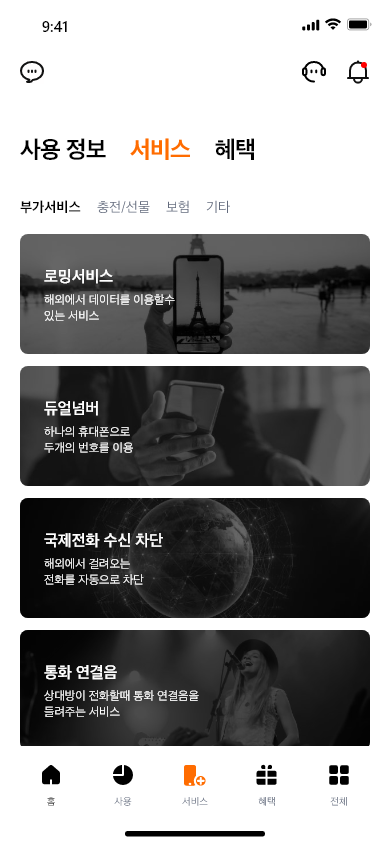 9:41
사용 정보 서비스 혜택
부가서비스 충전/선물 보험 기타
로밍서비스
해외에서 데이터를 이용할수
있는 서비스
듀얼넘버
하나의 휴대폰으로
두개의 번호를 이용
국제전화 수신 차단
해외에서 걸려오는
전화를 자동으로 차단
통화 연결음
상대방이 전화할때 통화 연결음을
들려주는 서비스
홈 사용 서비스 혜택 전체